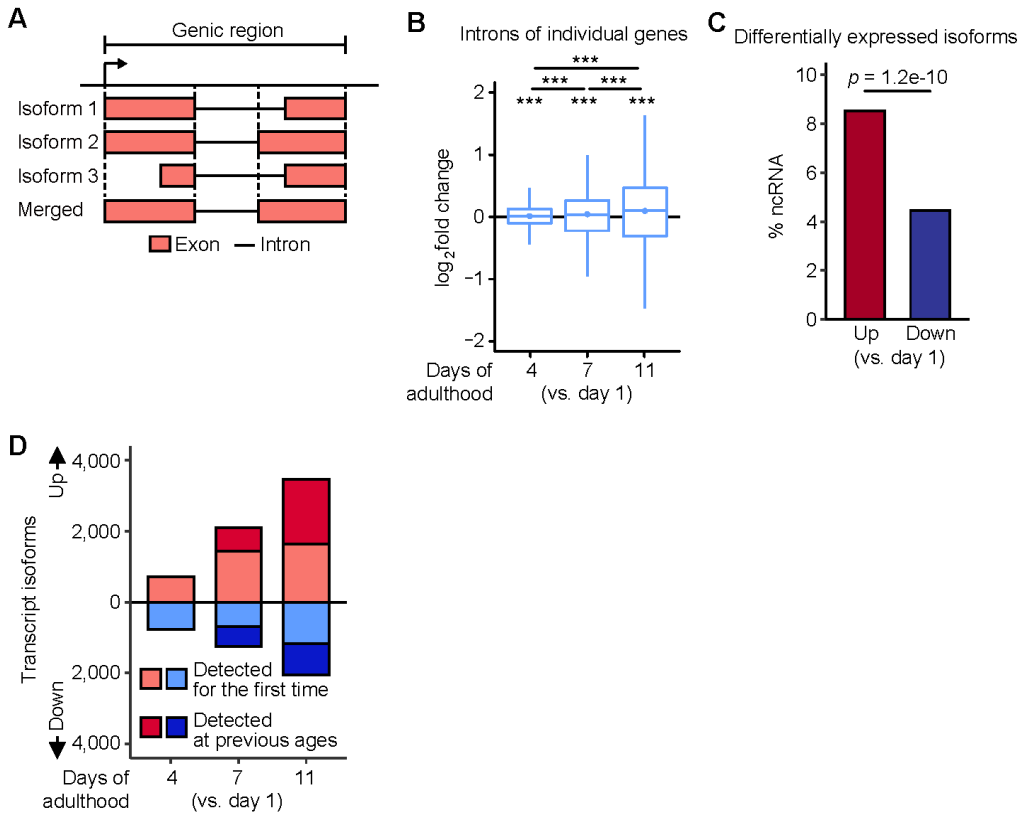 A
Genic region
Isoform 1
Isoform 2
Isoform 3
Merged
Exon
Intron
B
Introns of individual genes
***
*** ***
*** *** ***
log2fold change
2
1
0
−1
−2
Days of adulthood
4 7 11
(vs. day 1)
C
Differentially expressed isoforms
p = 1.2e-10
% ncRNA
10
8
6
4
2
0
Up Down
(vs. day 1)
D
Up
Transcript isoforms
Down
4,000
2,000
0
2,000
4,000
Detected
for the first time
Detected
at previous ages
Days of
adulthood
4 7 11
(vs. day 1)